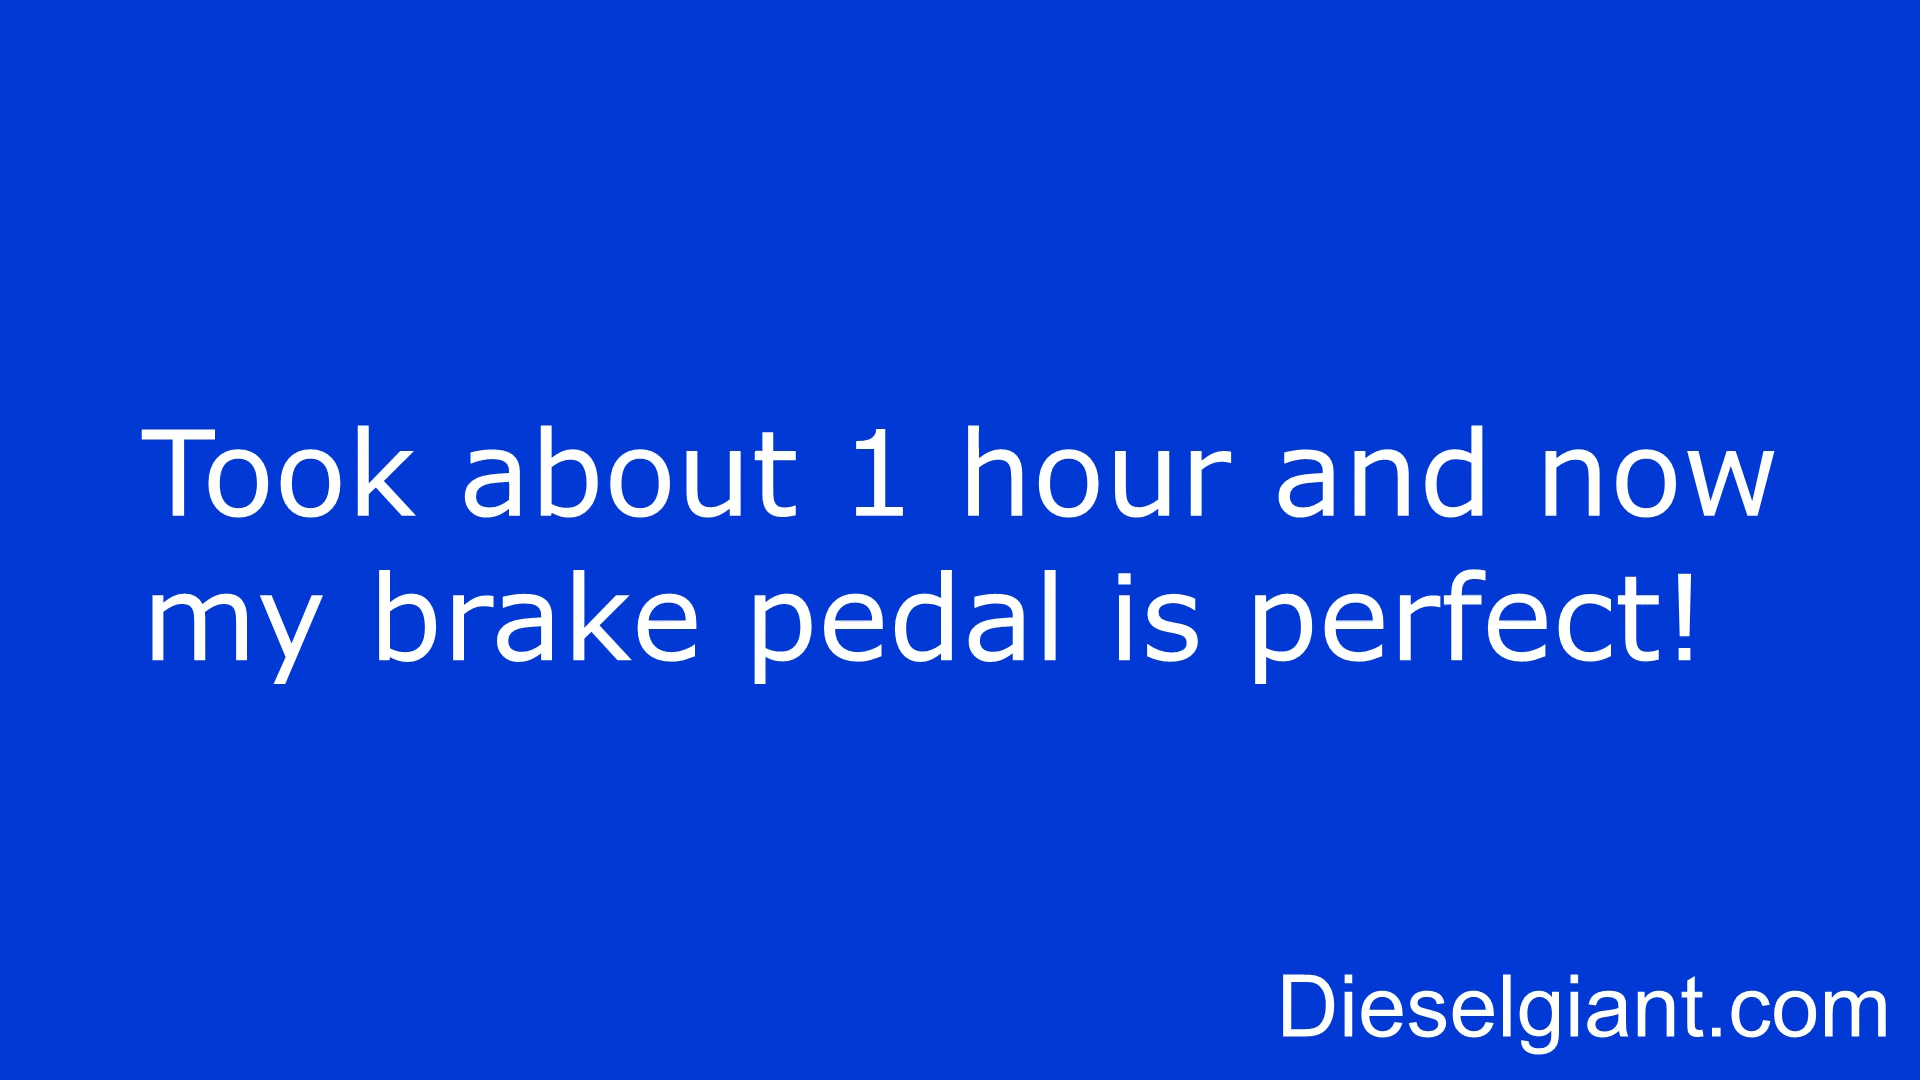 Took about 1 hour and now
my brake pedal is perfect!
Dieselgiant.com